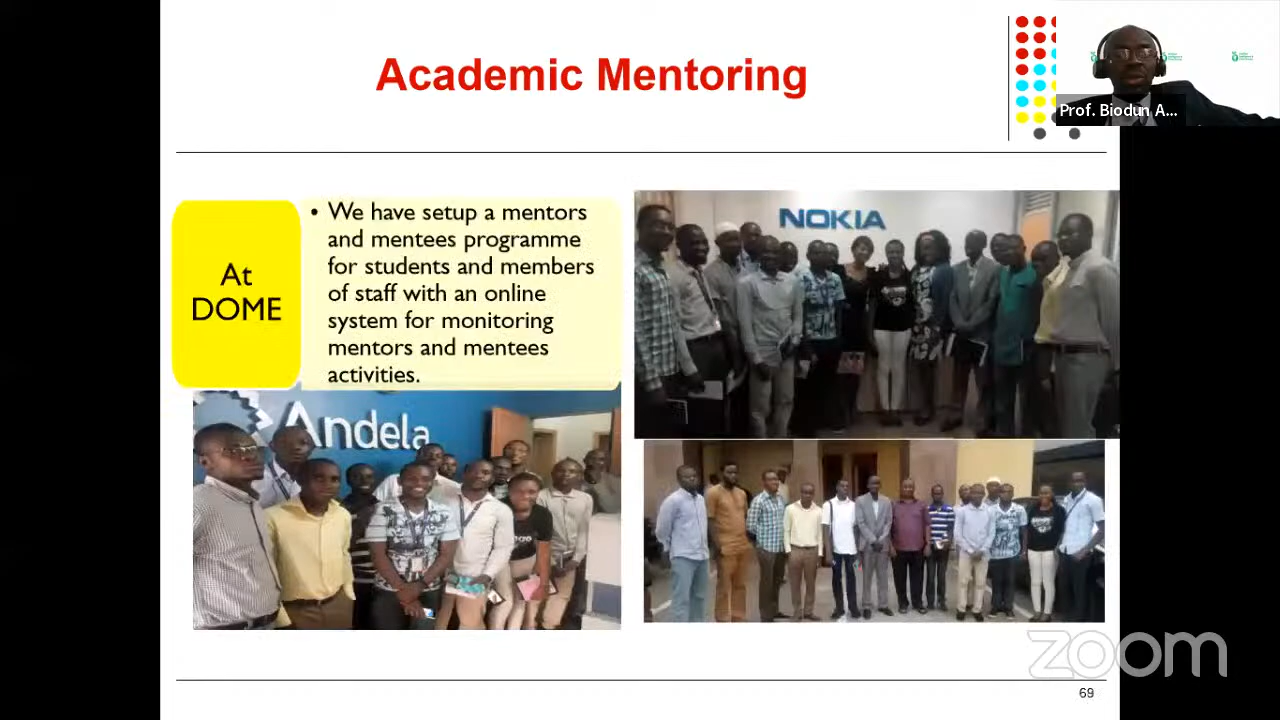 Academic Mentoring
Prof. Biodun A...
At
DOME
• We have setup a mentors
and mentees programme
for students and members
of staff with an online
system for monitoring
mentors and mentees
activities.
NOKIA
Andela
zoom
69